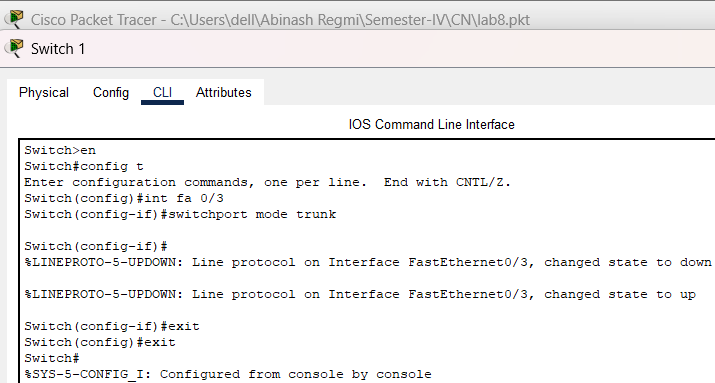 Cisco Packet Tracer - C:\Users\dell\Abinash Regmi\Semester-IV\CN\lab8.pkt
Switch 1
Physical Config CLI Attributes
IOS Command Line Interface
Switch>en
Switch#config t
Enter configuration commands, one per line.  End with CNTL/Z.
Switch(config)#int fa 0/3
Switch(config-if)#switchport mode trunk
Switch(config-if)#
%LINEPROTO-5-UPDOWN: Line protocol on Interface FastEthernet0/3, changed state to down
%LINEPROTO-5-UPDOWN: Line protocol on Interface FastEthernet0/3, changed state to up
Switch(config-if)#exit
Switch(config)#exit
Switch#
%SYS-5-CONFIG_I: Configured from console by console